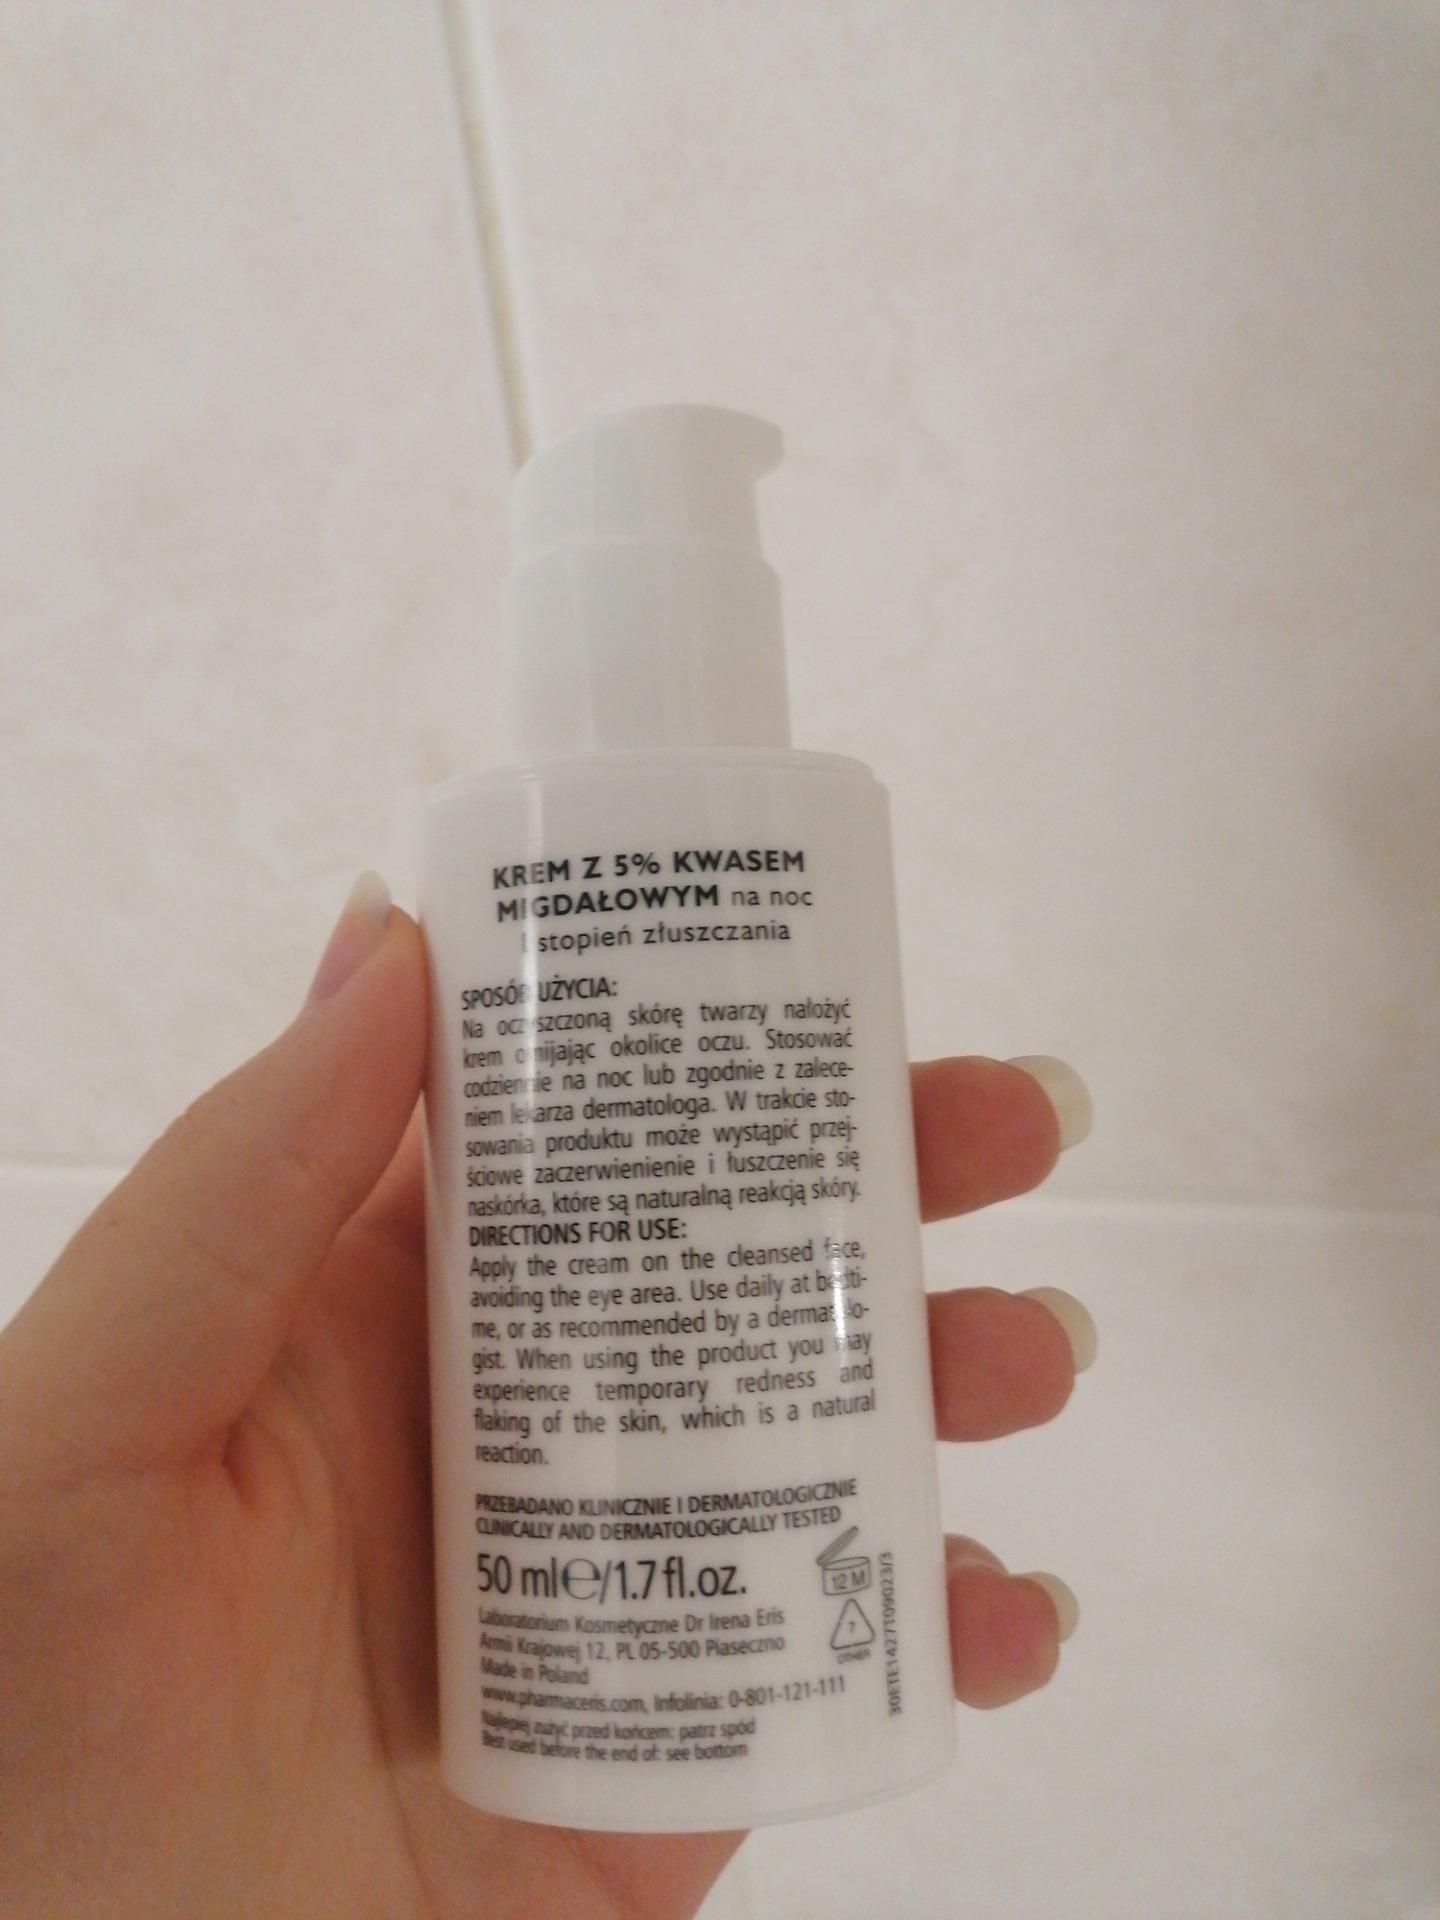 KREM Z 5% KWASEM
MIGDAŁOWYM na noc
I stopień złuszczania
SPOSÓB UŻYCIA:
Na oczyszczoną skórę twarzy nałożyć
krem omijając okolice oczu. Stosować
codziennie na noc lub zgodnie z zalece-
niem lekarza dermatologa. W trakcie sto-
sowania produktu może wystąpić przej-
ściowe zaczerwienienie i łuszczenie się
naskórka, które są naturalną reakcją skóry.
DIRECTIONS FOR USE:
Apply the cream on the cleansed face,
avoiding the eye area. Use daily at bedti-
me, or as recommended by a dermatolo-
gist. When using the product you may
experience temporary redness and
flaking of the skin, which is a natural
reaction.
PRZEBADANO KLINICZNIE I DERMATOLOGICZNIE
CLINICALLY AND DERMATOLOGICALLY TESTED
50 ml℮/1.7 fl.oz.
12 M
Laboratorium Kosmetyczne Dr Irena Eris
Armii Krajowej 12, PL 05-500 Piaseczno
Made in Poland
www.pharmaceris.com, Infolinia: 0-801-121-111
Najlepiej zużyć przed końcem: patrz spód
Best used before the end of: see bottom
7
OTHER
30ETE1427109023/3